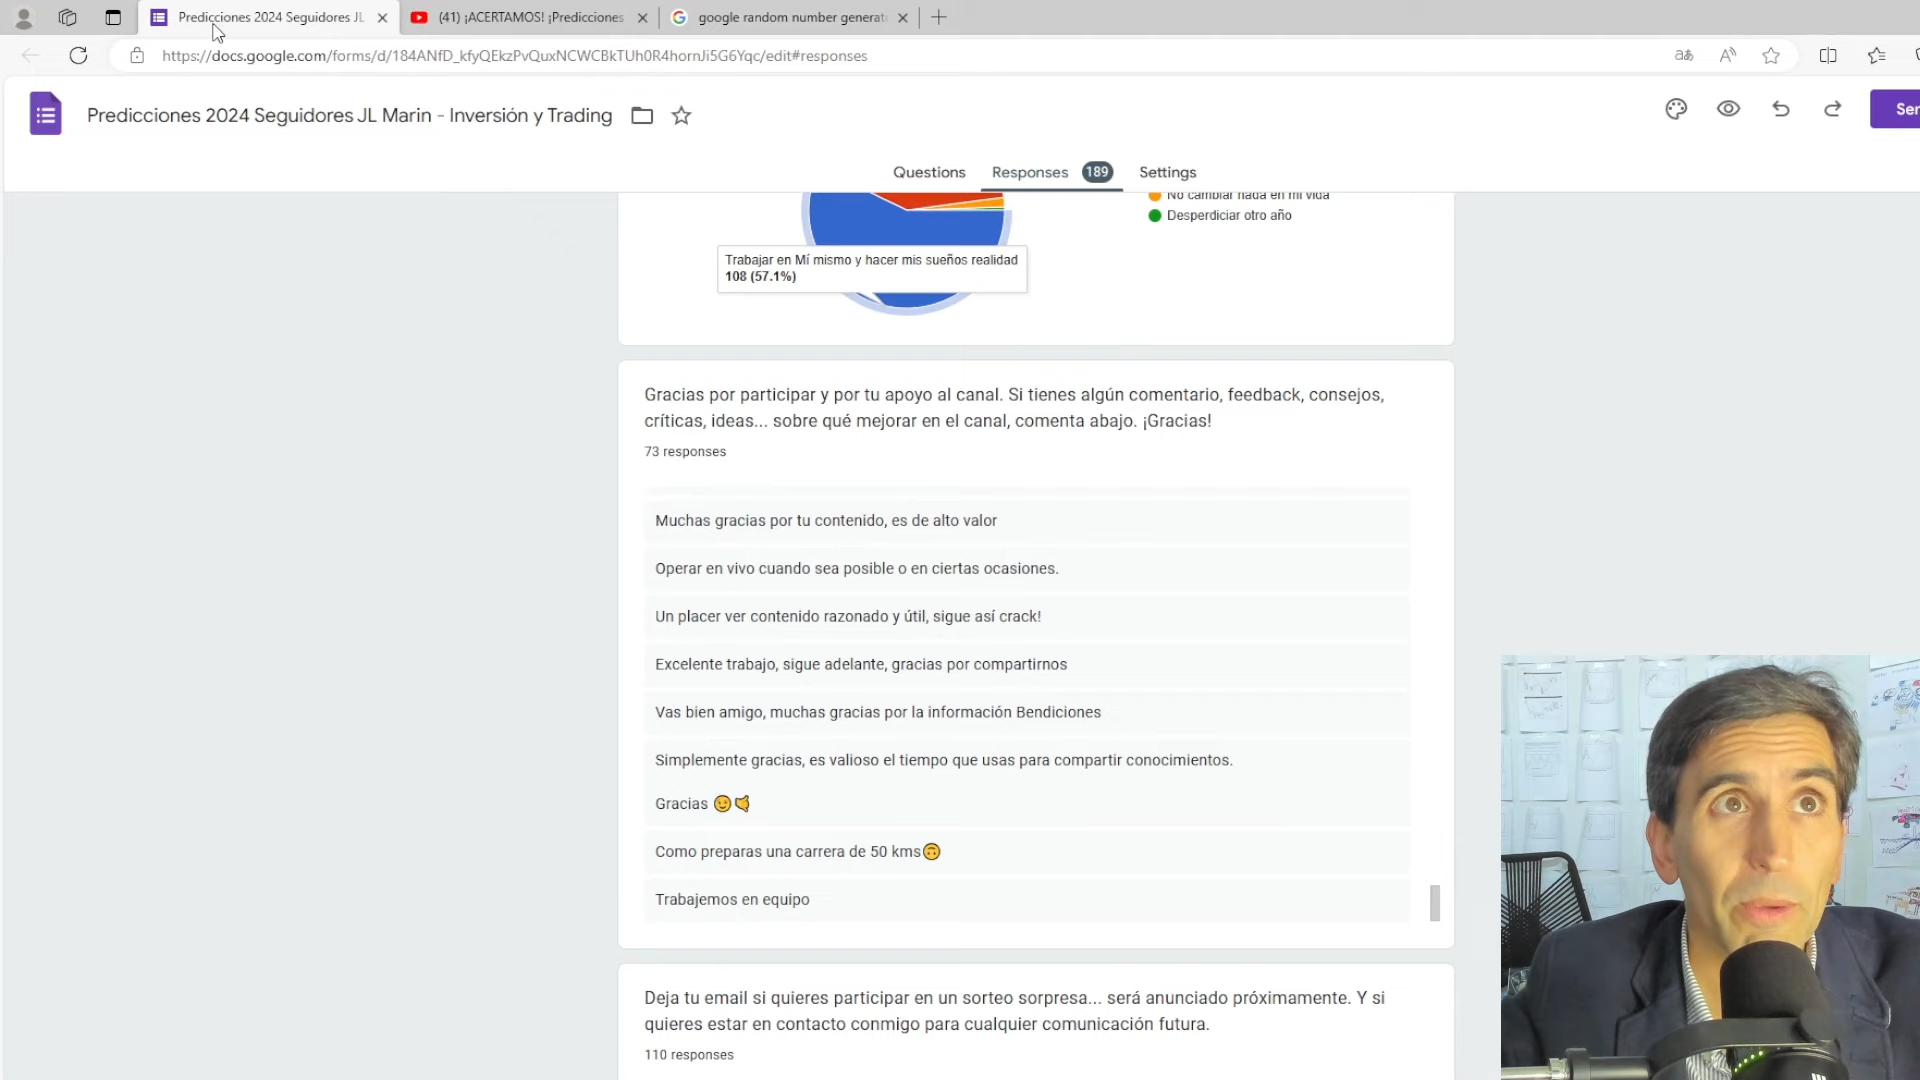 Predicciones 2024 Seguidores JL
(41) ¡ACERTAMOS! ¡Predicciones
google random number generat
https://docs.google.com/forms/d/184ANfD_kfyQEkzPvQuxNCWCBkTUh0R4hornJi5G6Yqc/edit#responses
Predicciones 2024 Seguidores JL Marin - Inversión y Trading
Questions
Responses 189
Settings
No cambiar nada en mi vida
Desperdiciar otro año
Trabajar en Mí mismo y hacer mis sueños realidad
108 (57.1%)
Gracias por participar y por tu apoyo al canal. Si tienes algún comentario, feedback, consejos,
críticas, ideas... sobre qué mejorar en el canal, comenta abajo. ¡Gracias!
73 responses
Muchas gracias por tu contenido, es de alto valor
Operar en vivo cuando sea posible o en ciertas ocasiones.
Un placer ver contenido razonado y útil, sigue así crack!
Excelente trabajo, sigue adelante, gracias por compartirnos
Vas bien amigo, muchas gracias por la información Bendiciones
Simplemente gracias, es valioso el tiempo que usas para compartir conocimientos.
Gracias 😉🤙
Como preparas una carrera de 50 kms🙃
Trabajemos en equipo
Deja tu email si quieres participar en un sorteo sorpresa... será anunciado próximamente. Y si
quieres estar en contacto conmigo para cualquier comunicación futura.
110 responses